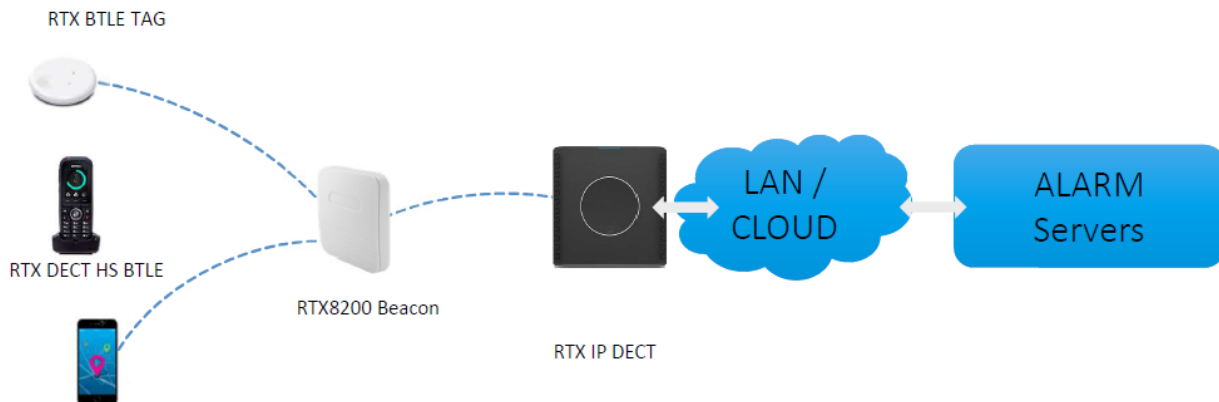 RTX BTLE TAG
LAN /
CLOUD
ALARM
Servers
RTX DECT HS BTLE
RTX8200 Beacon
RTX IP DECT